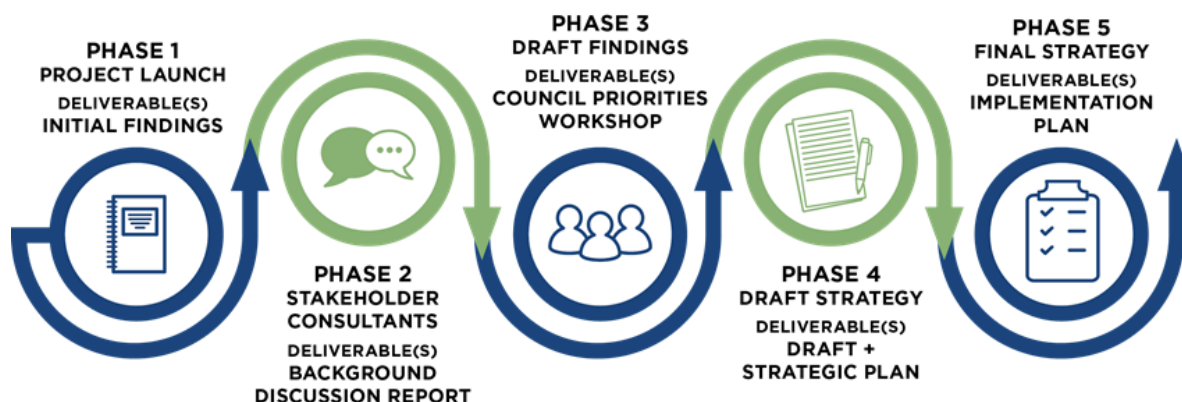 PHASE 1
PROJECT LAUNCH
DELIVERABLE(S)
INITIAL FINDINGS
PHASE 2
STAKEHOLDER
CONSULTANTS
DELIVERABLE(S)
BACKGROUND
DISCUSSION REPORT
PHASE 3
DRAFT FINDINGS
DELIVERABLE(S)
COUNCIL PRIORITIES
WORKSHOP
PHASE 4
DRAFT STRATEGY
DELIVERABLE(S)
DRAFT +
STRATEGIC PLAN
PHASE 5
FINAL STRATEGY
DELIVERABLE(S)
IMPLEMENTATION
PLAN